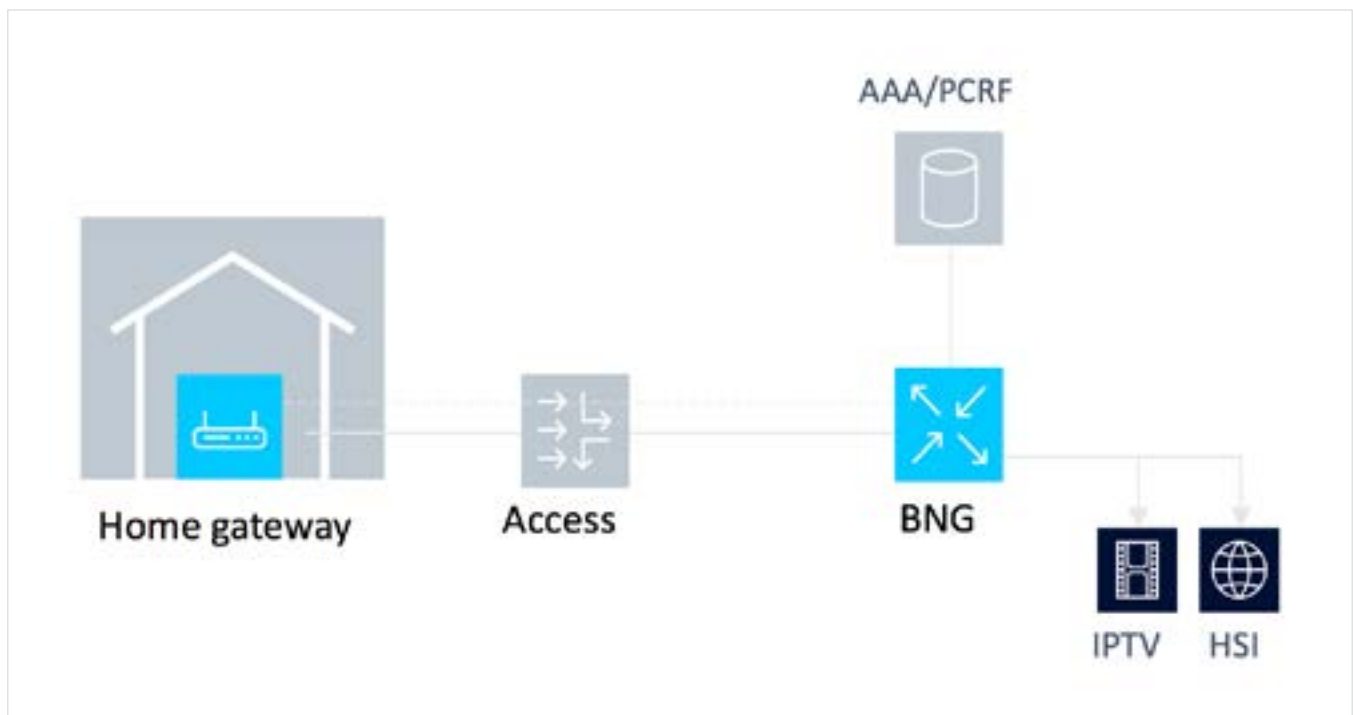 AAA/PCRF
Home gateway
Access
BNG
IPTV
HSI